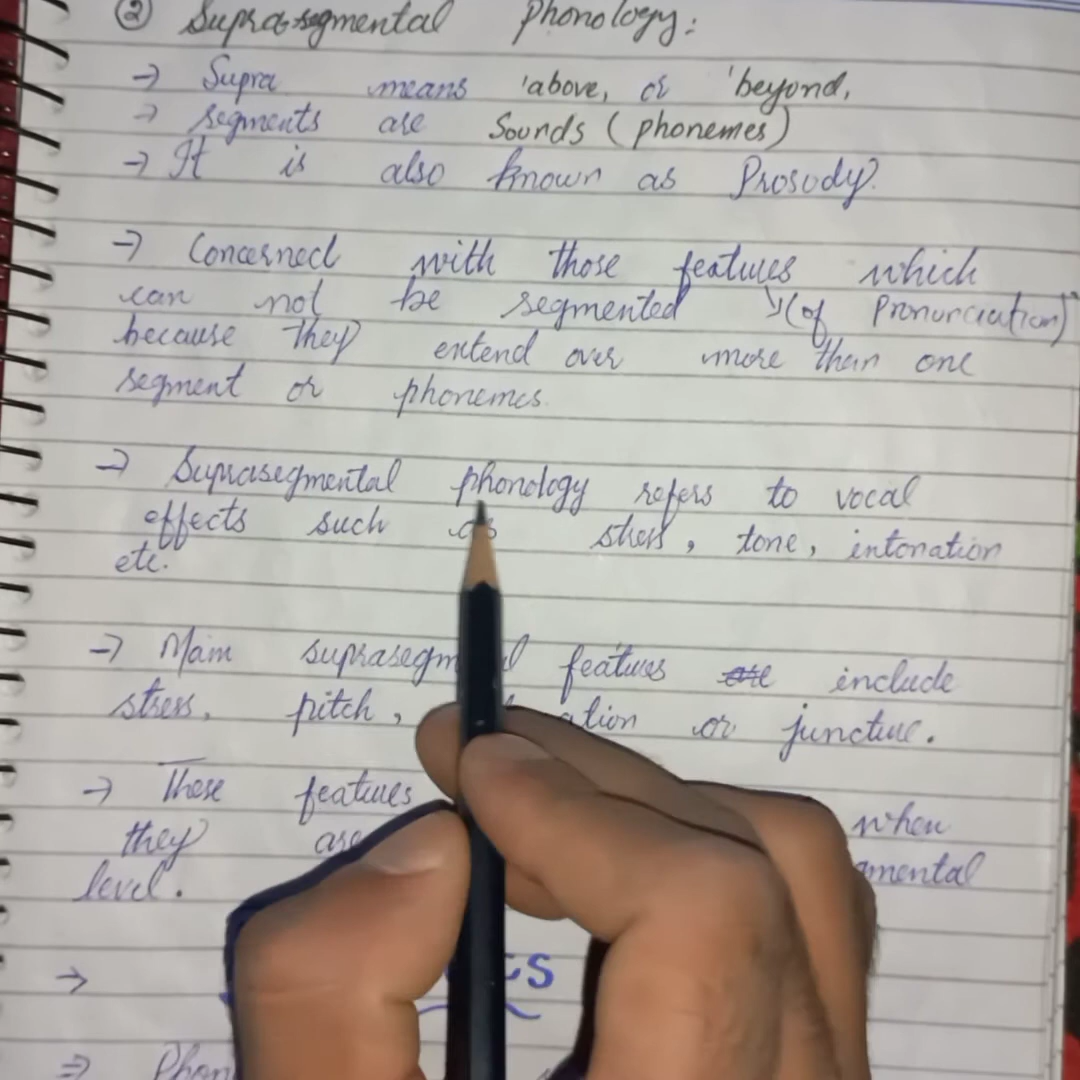 ② Suprasegmental Phonology:
→ Supra means 'above, or 'beyond,
→ segments are Sounds (phonemes)
→ It is also known as Prosody.
→ Concerned with those features which
can not be segmented ↘(of Pronunciation)
because they extend over more than one
segment or phonemes.
→ Suprasegmental phonology refers to vocal
effects such as stress, tone, intonation
etc.
→ Main features include
stress, pitch, or juncture.
→ These features when
they are
level.
→
⇒